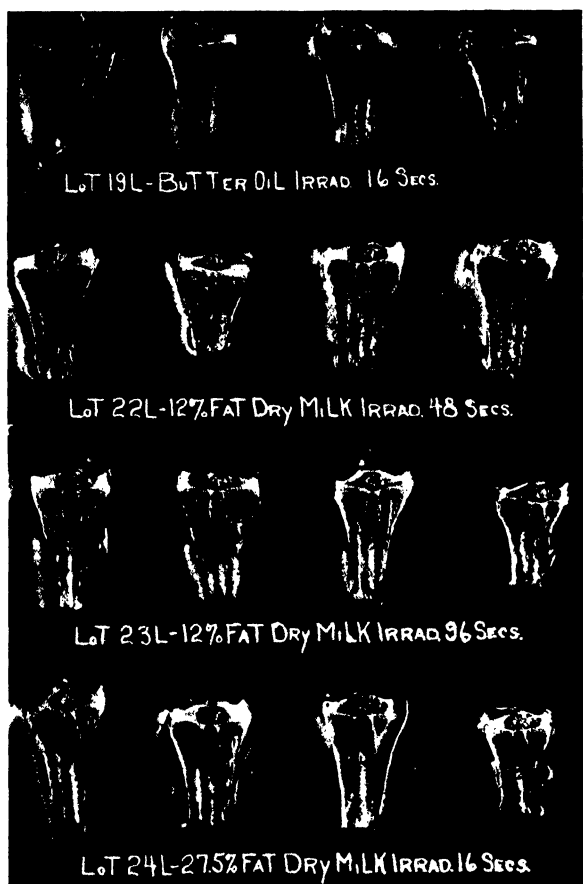 LOT 19L-BUTTER OIL IRRAD. 16 SECS.
LOT 22L-12% FAT DRY MILK IRRAD. 48 SECS.
LOT 23L-12% FAT DRY MILK IRRAD. 96 SECS.
LOT 24L-27.5% FAT DRY MILK IRRAD. 16 SECS.